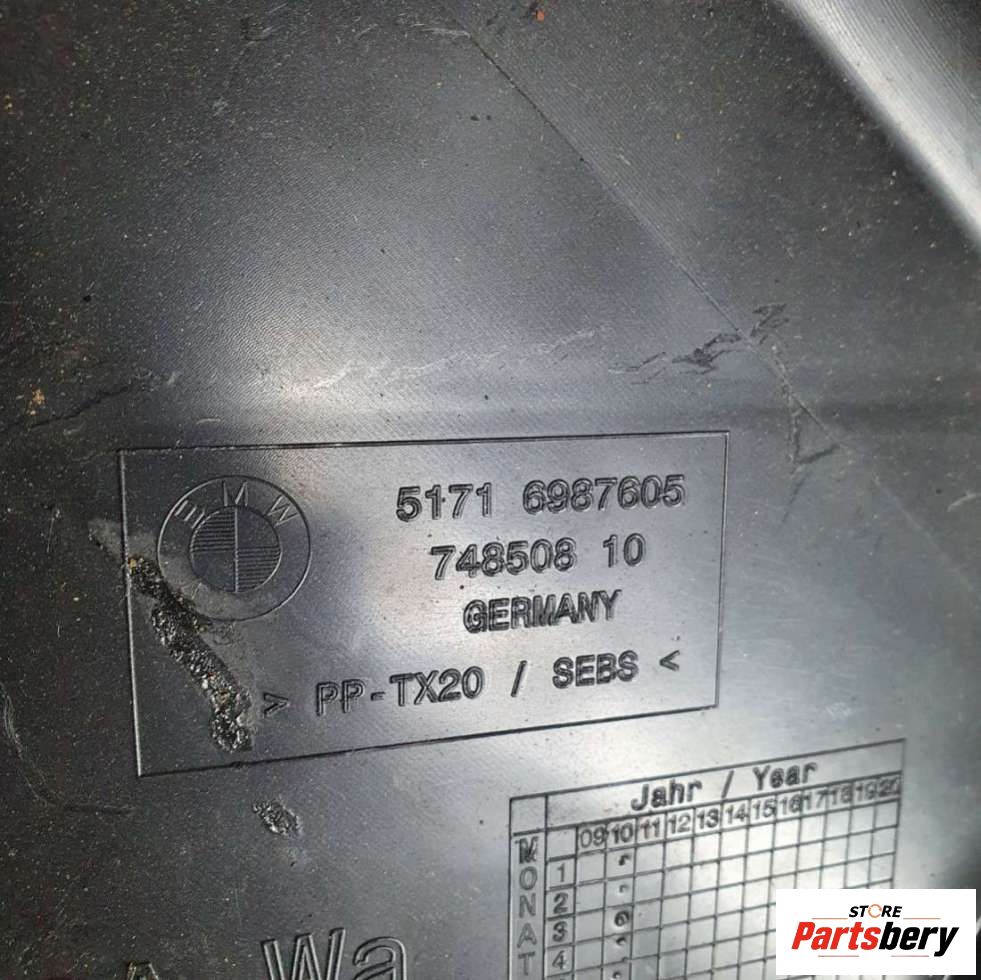 BMW
5171 6987605
748508 10
GERMANY
> PP-TX20 / SEBS <
Jahr / Year
09 10 11 12 13 14 15 16 17 18 19 20
MONAT
1
2
3
4
Wa
STORE
Partsbery